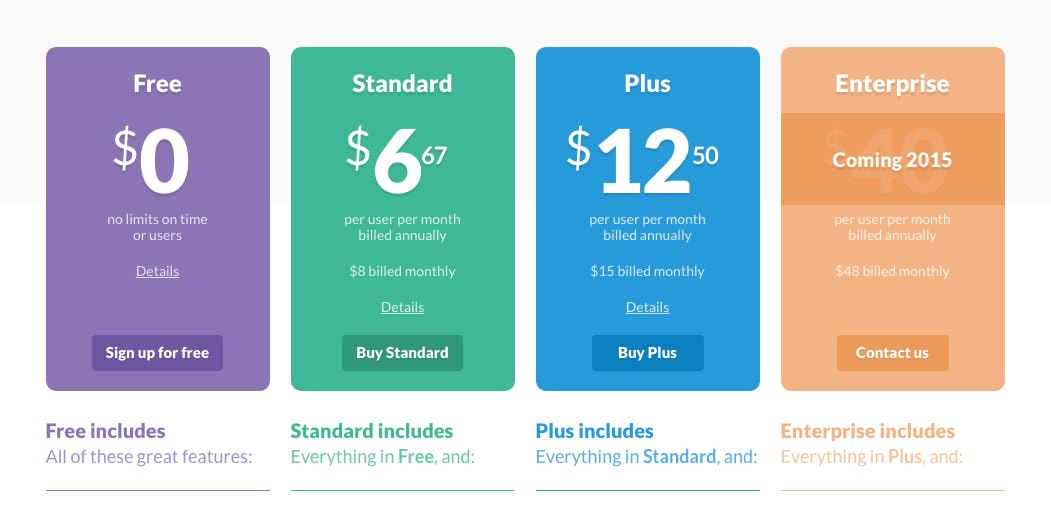 Free
$0
no limits on time
or users
Details
Sign up for free
Standard
$6 67
per user per month
billed annually
$8 billed monthly
Details
Buy Standard
Plus
$12 50
per user per month
billed annually
$15 billed monthly
Details
Buy Plus
Enterprise
$40
Coming 2015
per user per month
billed annually
$48 billed monthly
Contact us
Free includes
All of these great features:
Standard includes
Everything in Free, and:
Plus includes
Everything in Standard, and:
Enterprise includes
Everything in Plus, and: